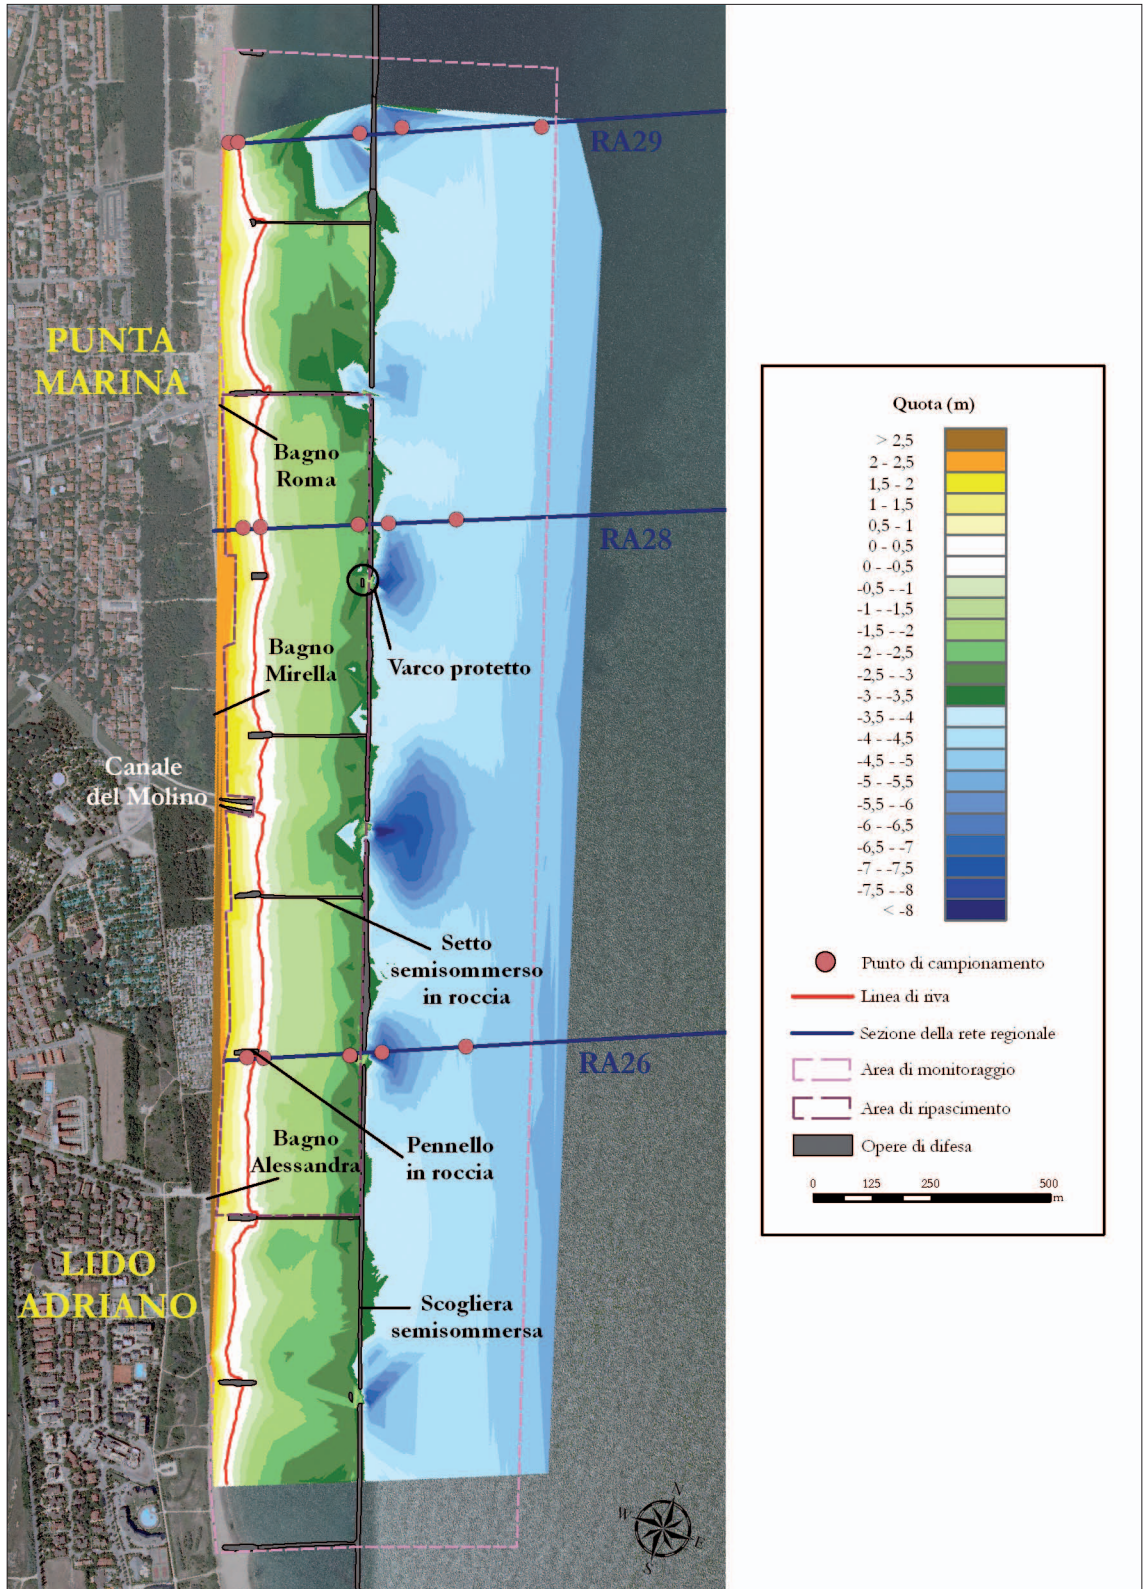 RA29
PUNTA
MARINA
Bagno
Roma
RA28
Bagno
Mirella
Varco protetto
Canale
del Molino
Setto
semisommerso
in roccia
RA26
Bagno
Alessandra
Pennello
in roccia
LIDO
ADRIANO
Scogliera
semisommersa
N
W
E
S
Quota (m)
> 2,5
2 - 2,5
1,5 - 2
1 - 1,5
0,5 - 1
0 - 0,5
0 - -0,5
-0,5 - -1
-1 - -1,5
-1,5 - -2
-2 - -2,5
-2,5 - -3
-3 - -3,5
-3,5 - -4
-4 - -4,5
-4,5 - -5
-5 - -5,5
-5,5 - -6
-6 - -6,5
-6,5 - -7
-7 - -7,5
-7,5 - -8
< -8
Punto di campionamento
Linea di riva
Sezione della rete regionale
Area di monitoraggio
Area di ripascimento
Opere di difesa
0 125 250 500
m